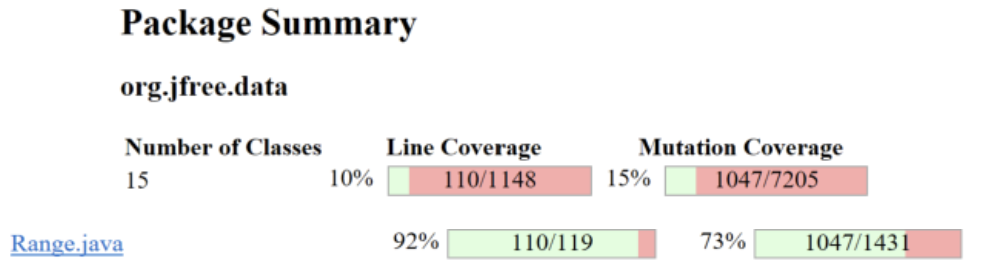 Package Summary
org.jfree.data
Number of Classes Line Coverage Mutation Coverage
15 10% 110/1148 15% 1047/7205
Range.java 92% 110/119 73% 1047/1431